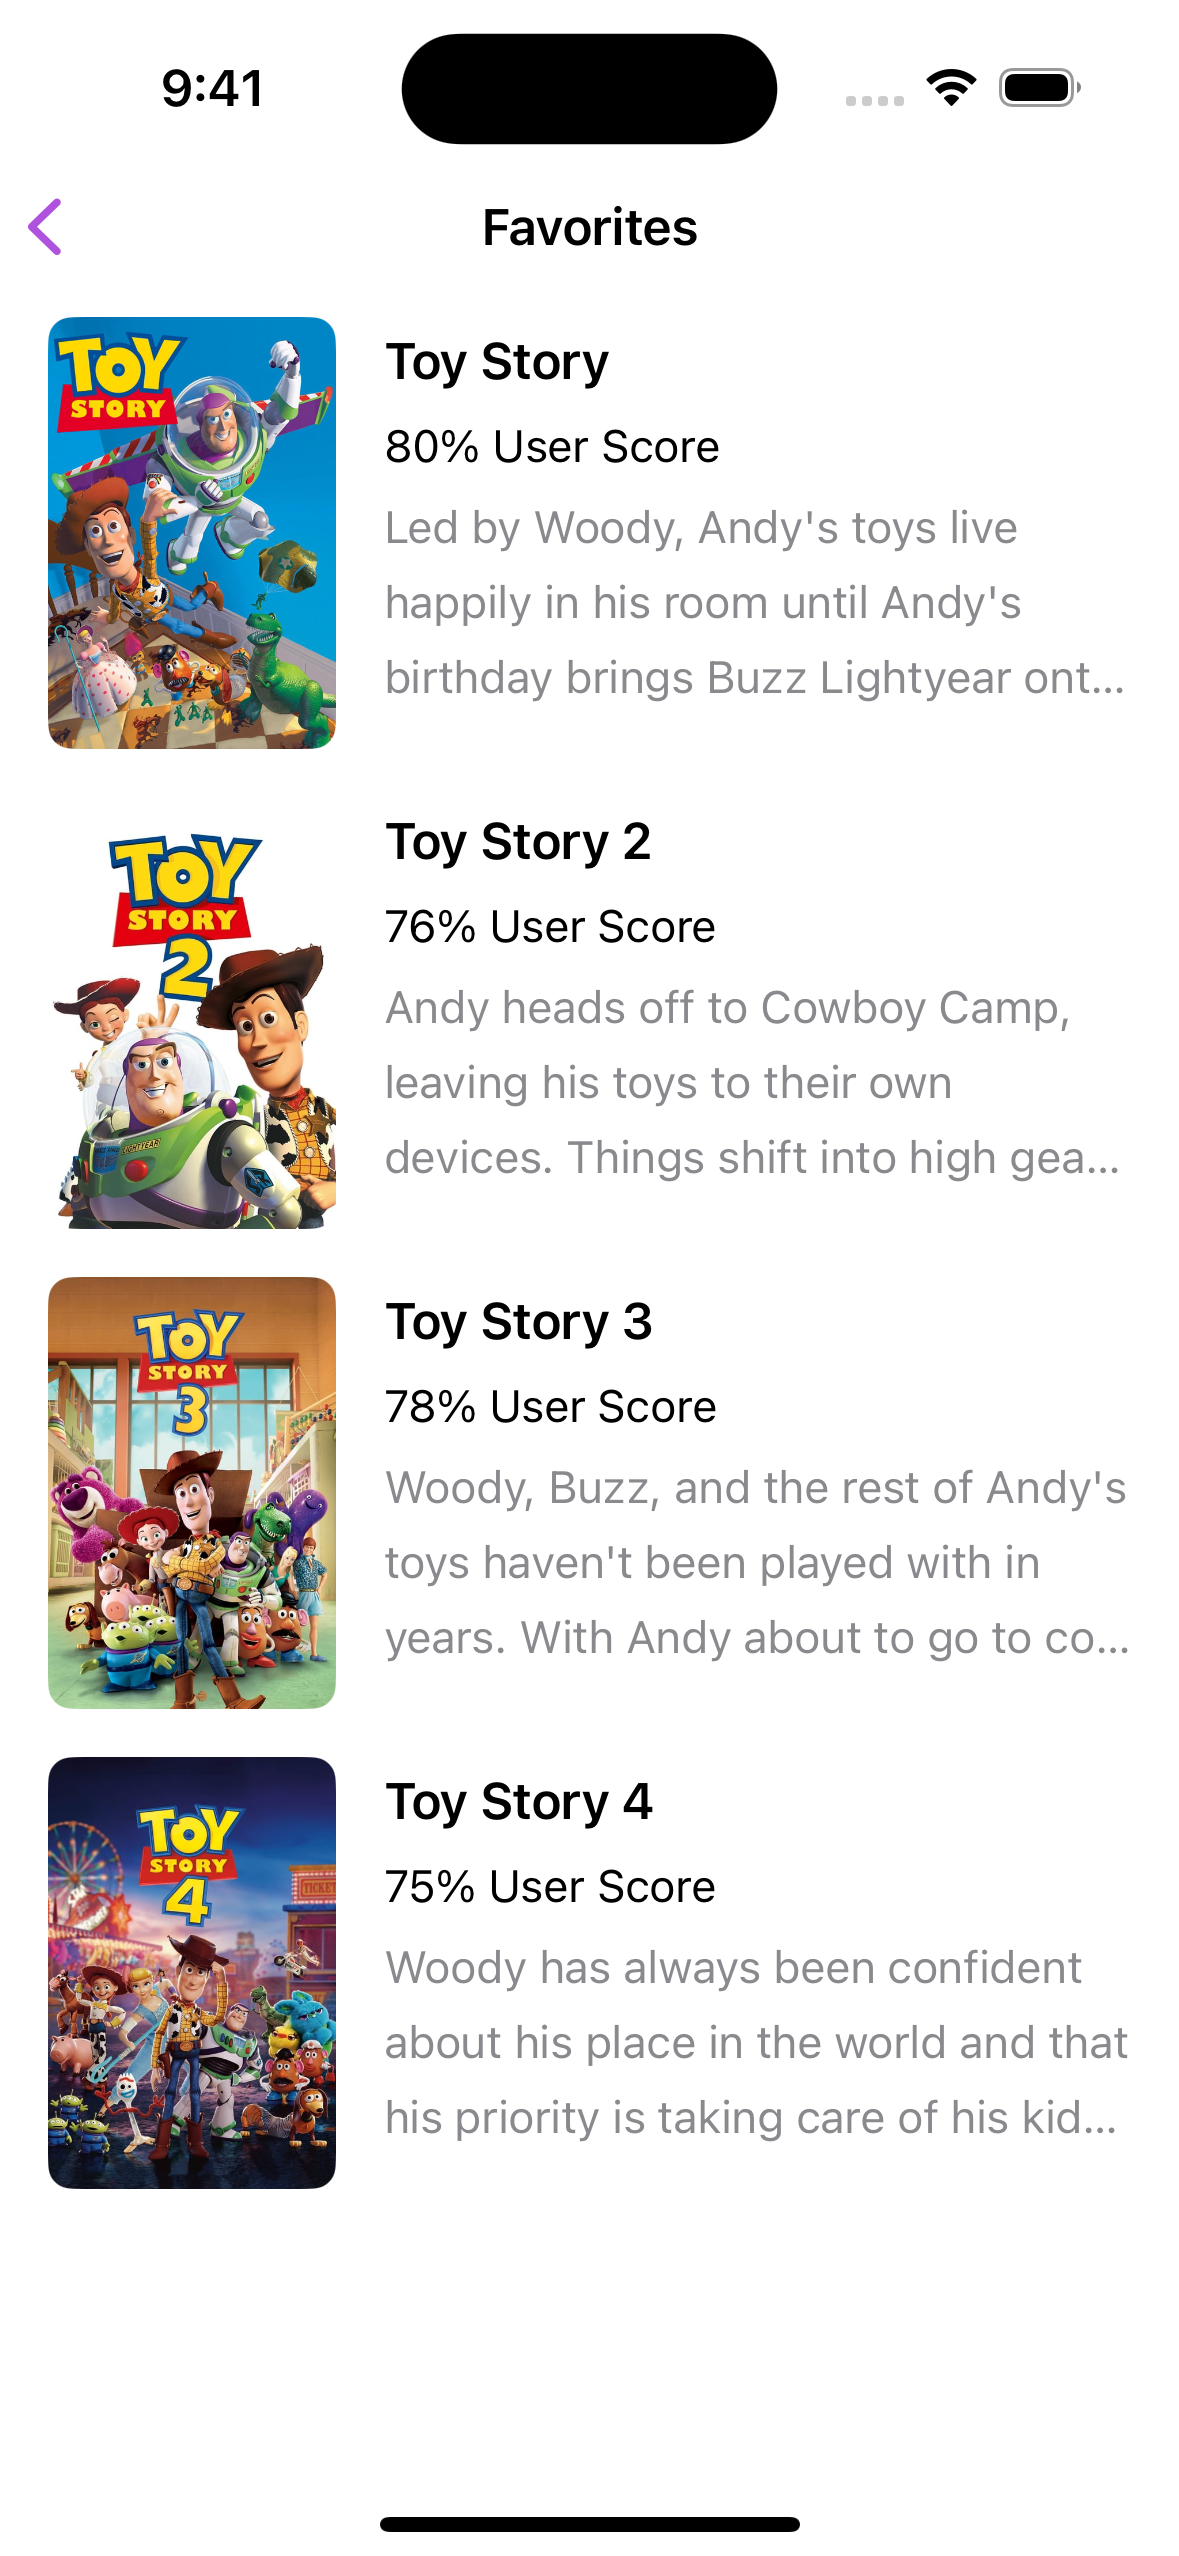 9:41
Favorites
TOY
STORY
Toy Story
80% User Score
Led by Woody, Andy's toys live
happily in his room until Andy's
birthday brings Buzz Lightyear ont...
TOY
STORY
2
LIGHTYEAR
Toy Story 2
76% User Score
Andy heads off to Cowboy Camp,
leaving his toys to their own
devices. Things shift into high gea...
TOY
STORY
3
Toy Story 3
78% User Score
Woody, Buzz, and the rest of Andy's
toys haven't been played with in
years. With Andy about to go to co...
TOY
STORY
4
TICKET
Toy Story 4
75% User Score
Woody has always been confident
about his place in the world and that
his priority is taking care of his kid...